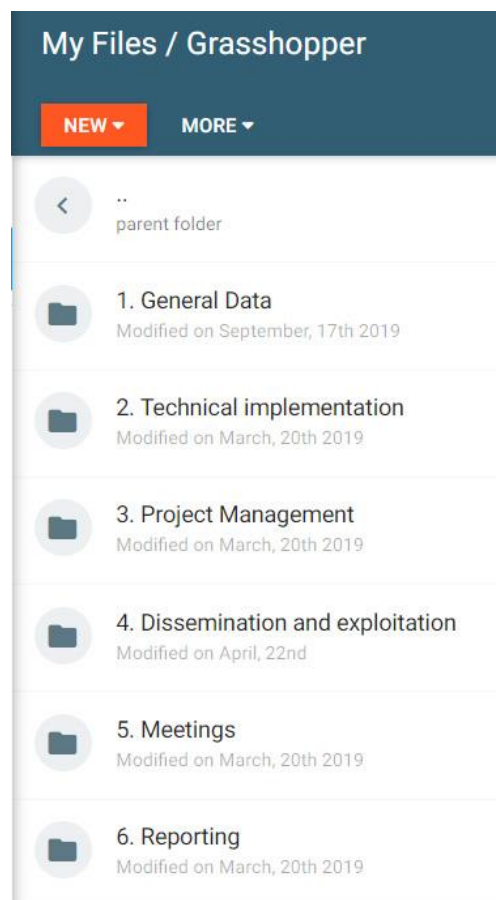 My Files / Grasshopper
NEW MORE
..
parent folder
1. General Data
Modified on September, 17th 2019
2. Technical implementation
Modified on March, 20th 2019
3. Project Management
Modified on March, 20th 2019
4. Dissemination and exploitation
Modified on April, 22nd
5. Meetings
Modified on March, 20th 2019
6. Reporting
Modified on March, 20th 2019